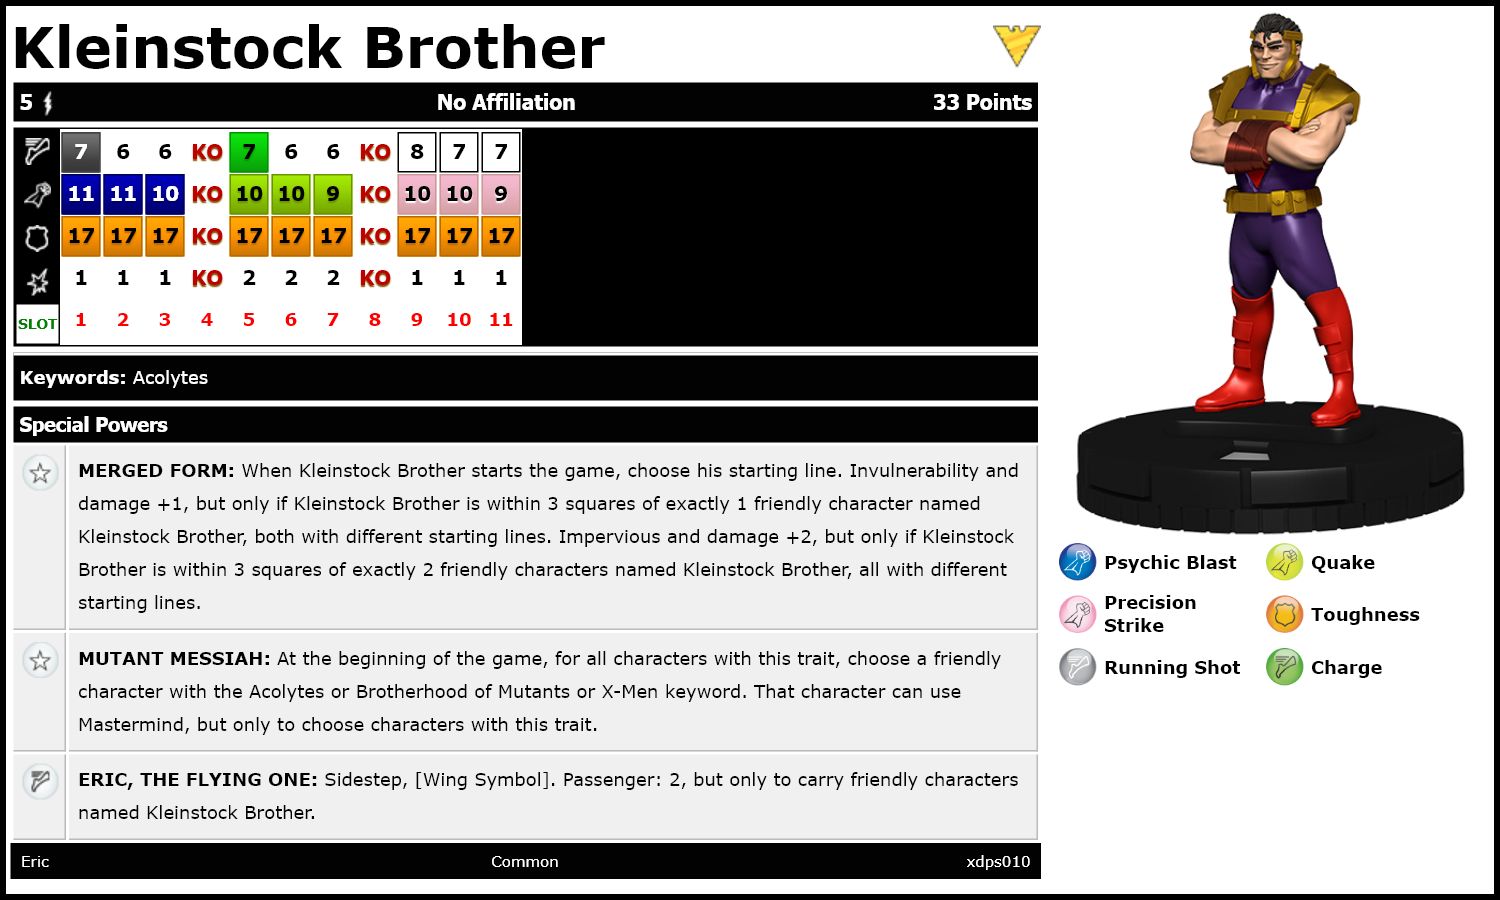 Kleinstock Brother
5 No Affiliation 33 Points
7 6 6 KO 7 6 6 KO 8 7 7
11 11 10 KO 10 10 9 KO 10 10 9
17 17 17 KO 17 17 17 KO 17 17 17
1 1 1 KO 2 2 2 KO 1 1 1
SLOT 1 2 3 4 5 6 7 8 9 10 11
Keywords: Acolytes
Special Powers
MERGED FORM: When Kleinstock Brother starts the game, choose his starting line. Invulnerability and
damage +1, but only if Kleinstock Brother is within 3 squares of exactly 1 friendly character named
Kleinstock Brother, both with different starting lines. Impervious and damage +2, but only if Kleinstock
Brother is within 3 squares of exactly 2 friendly characters named Kleinstock Brother, all with different
starting lines.
MUTANT MESSIAH: At the beginning of the game, for all characters with this trait, choose a friendly
character with the Acolytes or Brotherhood of Mutants or X-Men keyword. That character can use
Mastermind, but only to choose characters with this trait.
ERIC, THE FLYING ONE: Sidestep, [Wing Symbol]. Passenger: 2, but only to carry friendly characters
named Kleinstock Brother.
Eric Common xdps010
Psychic Blast Quake
Precision
Strike
Toughness
Running Shot Charge